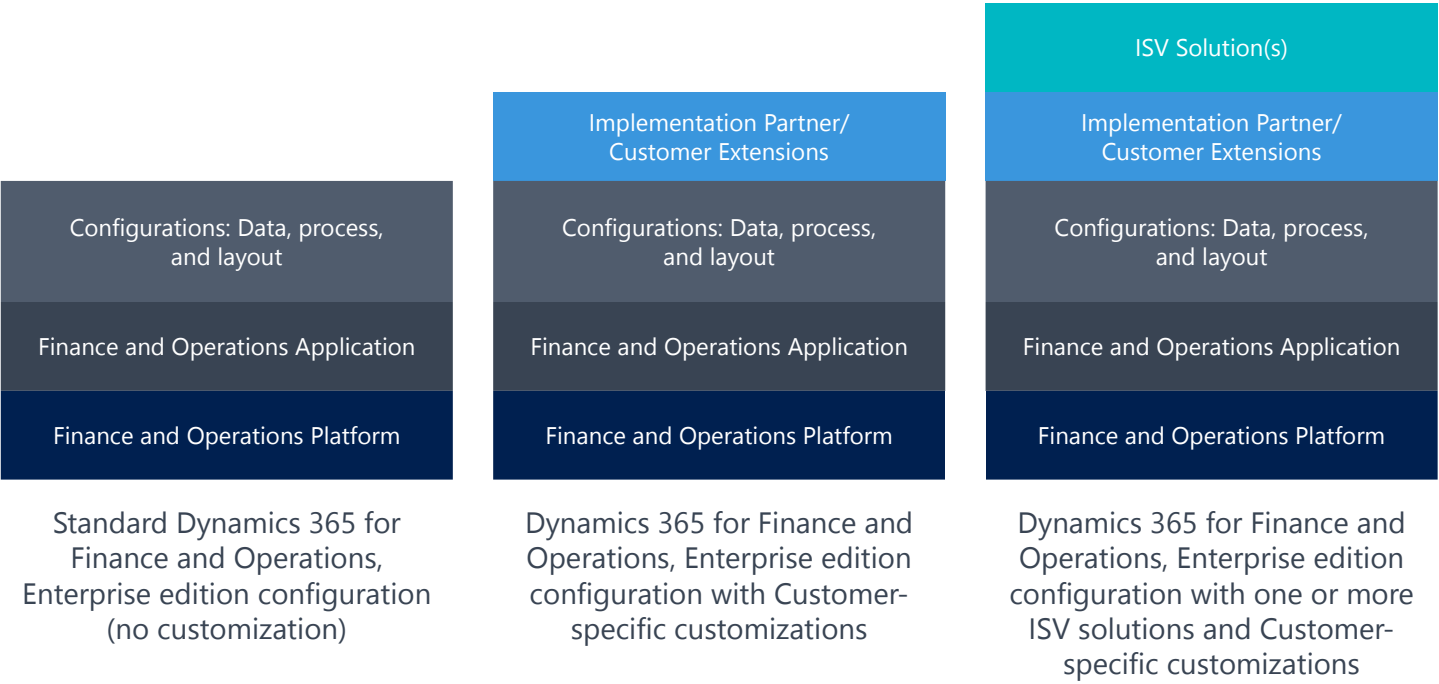 Configurations: Data, process,
and layout
Finance and Operations Application
Finance and Operations Platform
Standard Dynamics 365 for
Finance and Operations,
Enterprise edition configuration
(no customization)
Implementation Partner/
Customer Extensions
Configurations: Data, process,
and layout
Finance and Operations Application
Finance and Operations Platform
Dynamics 365 for Finance and
Operations, Enterprise edition
configuration with Customer-
specific customizations
ISV Solution(s)
Implementation Partner/
Customer Extensions
Configurations: Data, process,
and layout
Finance and Operations Application
Finance and Operations Platform
Dynamics 365 for Finance and
Operations, Enterprise edition
configuration with one or more
ISV solutions and Customer-
specific customizations